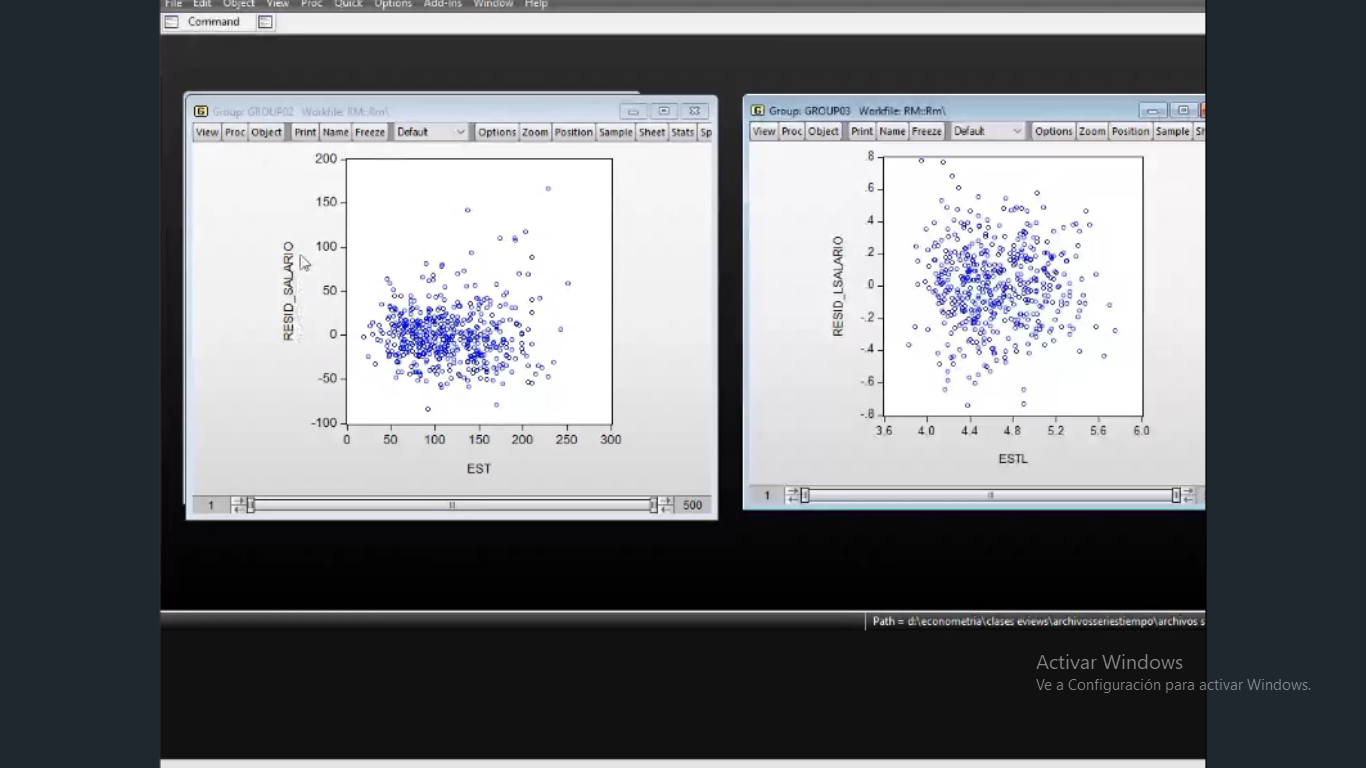 File Edit Object View Proc Quick Options Add-ins Window Help
Command
Group: GROUP02 Workfile: RM::Rm\
View Proc Object Print Name Freeze Default Options Zoom Position Sample Sheet Stats Sp
200
150
100
50
0
-50
-100
RESID_SALARIO
0 50 100 150 200 250 300
EST
1 500
Group: GROUP03 Workfile: RM::Rm\
View Proc Object Print Name Freeze Default Options Zoom Position Sample Sh
.8
.6
.4
.2
.0
-.2
-.4
-.6
-.8
RESID_LSALARIO
3.6 4.0 4.4 4.8 5.2 5.6 6.0
ESTL
1
Path = d:\econometria\clases eviews\archivosseriestiempo\archivos s
Activar Windows
Ve a Configuración para activar Windows.